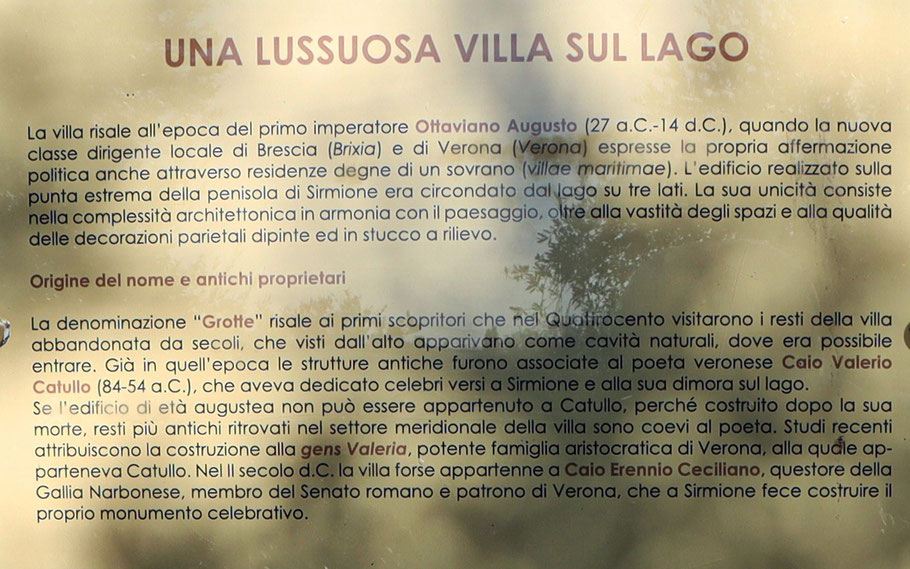 UNA LUSSUOSA VILLA SUL LAGO
La villa risale all'epoca del primo imperatore Ottaviano Augusto (27 a.C.-14 d.C.), quando la nuova
classe dirigente locale di Brescia (Brixia) e di Verona (Verona) espresse la propria affermazione
politica anche attraverso residenze degne di un sovrano (villae maritimae). L'edificio realizzato sulla
punta estrema della penisola di Sirmione era circondato dal lago su tre lati. La sua unicità consiste
nella complessità architettonica in armonia con il paesaggio, oltre alla vastità degli spazi e alla qualità
delle decorazioni parietali dipinte ed in stucco a rilievo.
Origine del nome e antichi proprietari
La denominazione "Grotte" risale ai primi scopritori che nel Quattrocento visitarono i resti della villa
abbandonata da secoli, che visti dall'alto apparivano come cavità naturali, dove era possibile
entrare. Già in quell'epoca le strutture antiche furono associate al poeta veronese Caio Valerio
Catullo (84-54 a.C.), che aveva dedicato celebri versi a Sirmione e alla sua dimora sul lago.
Se l'edificio di età augustea non può essere appartenuto a Catullo, perché costruito dopo la sua
morte, resti più antichi ritrovati nel settore meridionale della villa sono coevi al poeta. Studi recenti
attribuiscono la costruzione alla gens Valeria, potente famiglia aristocratica di Verona, alla quale ap-
parteneva Catullo. Nel II secolo d.C. la villa forse appartenne a Caio Erennio Ceciliano, questore della
Gallia Narbonese, membro del Senato romano e patrono di Verona, che a Sirmione fece costruire il
proprio monumento celebrativo.